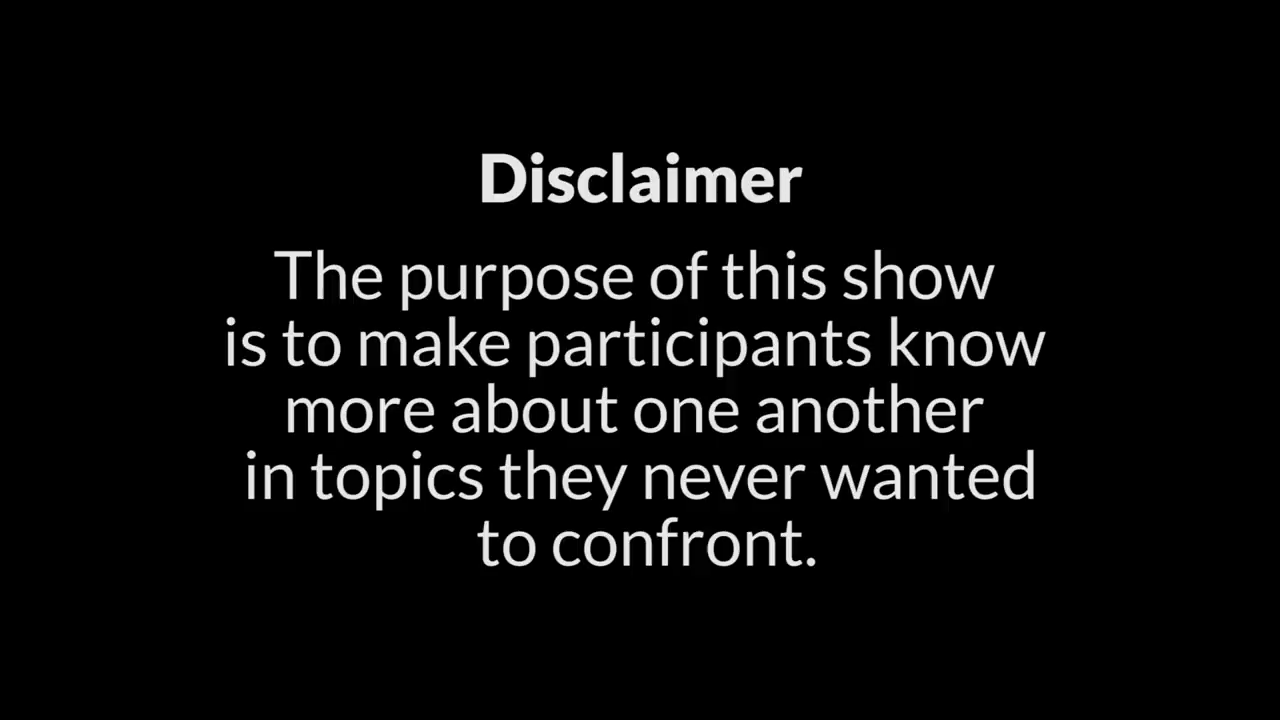 Disclaimer
The purpose of this show
is to make participants know
more about one another
in topics they never wanted
to confront.